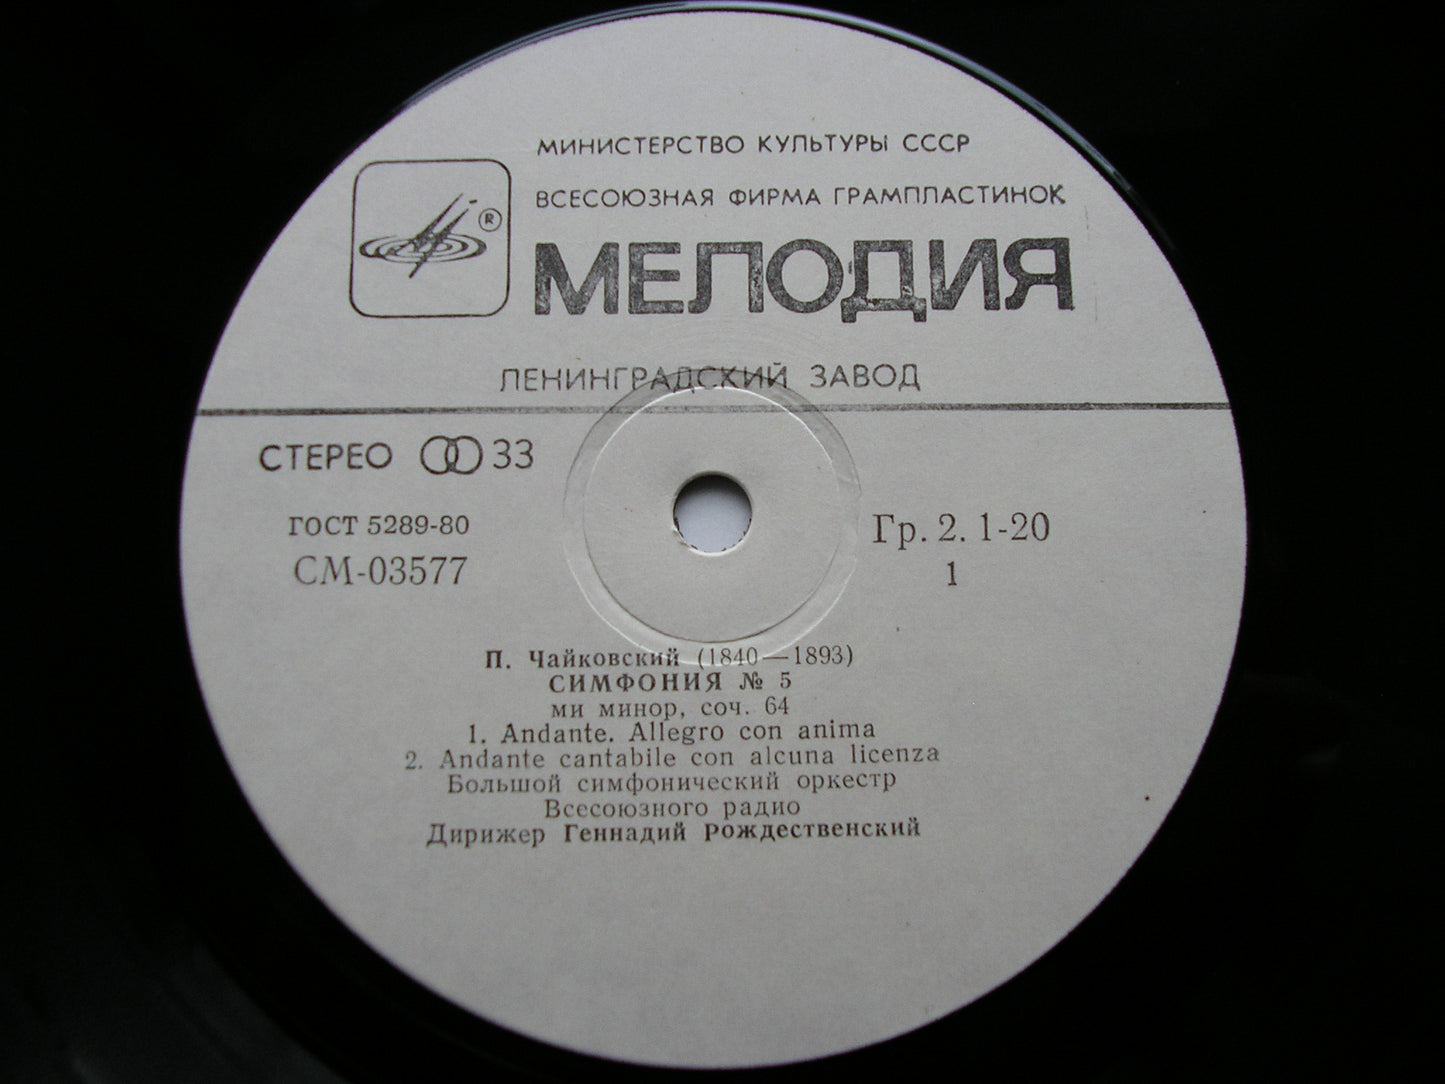 МИНИСТЕРСТВО КУЛЬТУРЫ СССР
ВСЕСОЮЗНАЯ ФИРМА ГРАМПЛАСТИНОК
®
МЕЛОДИЯ
ЛЕНИНГРАДСКИЙ ЗАВОД
СТЕРЕО 33
ГОСТ 5289-80
СМ-03577
Гр. 2. 1-20
1
П. Чайковский (1840—1893)
СИМФОНИЯ № 5
ми минор, соч. 64
1. Andante. Allegro con anima
2. Andante cantabile con alcuna licenza
Большой симфонический оркестр
Всесоюзного радио
Дирижер Геннадий Рождественский